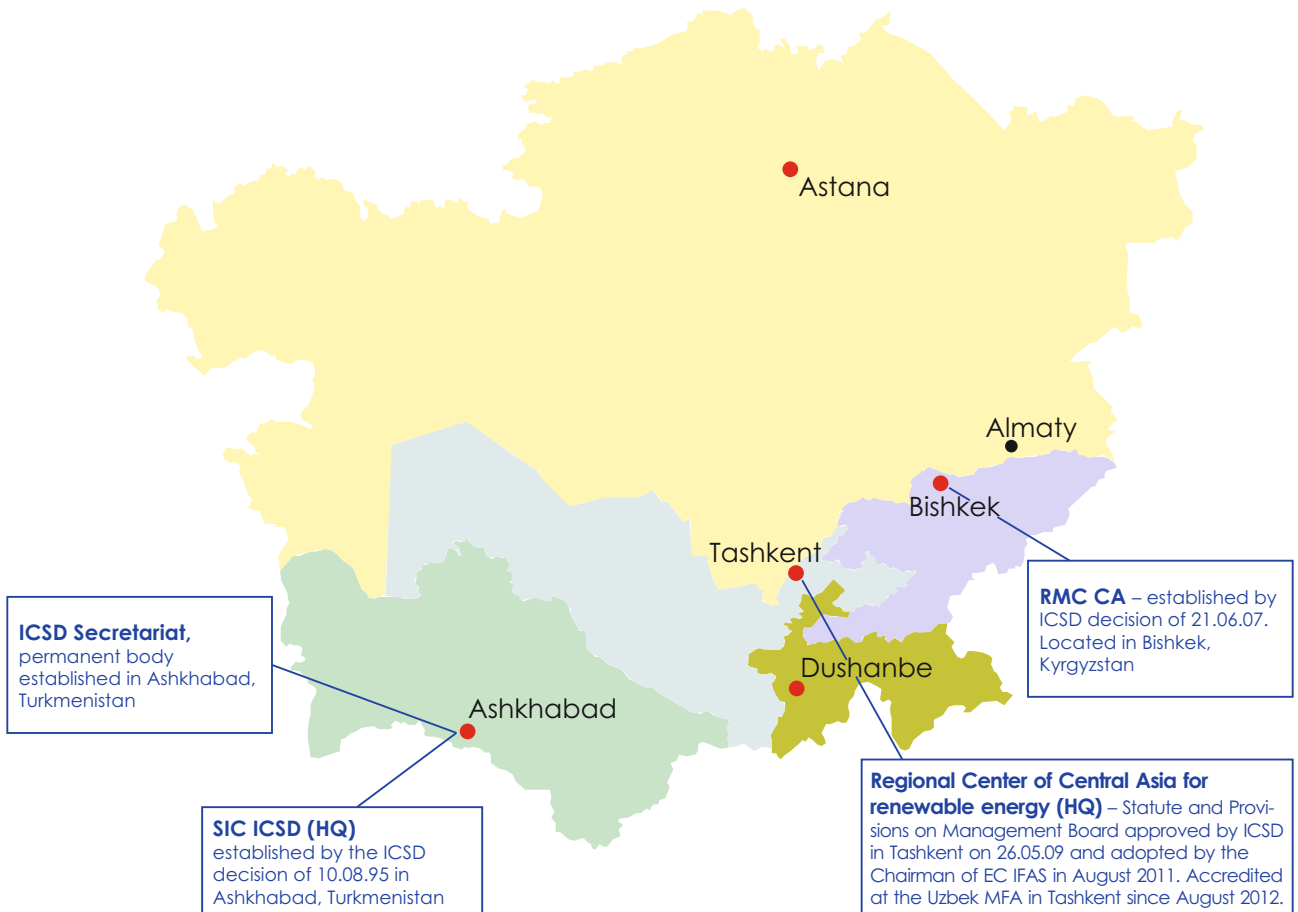 Astana
Almaty
Bishkek
Tashkent
Dushanbe
Ashkhabad
ICSD Secretariat,
permanent body
established in Ashkhabad,
Turkmenistan
SIC ICSD (HQ)
established by the ICSD
decision of 10.08.95 in
Ashkhabad, Turkmenistan
RMC CA – established by
ICSD decision of 21.06.07.
Located in Bishkek,
Kyrgyzstan
Regional Center of Central Asia for
renewable energy (HQ) – Statute and Provi-
sions on Management Board approved by ICSD
in Tashkent on 26.05.09 and adopted by the
Chairman of EC IFAS in August 2011. Accredited
at the Uzbek MFA in Tashkent since August 2012.